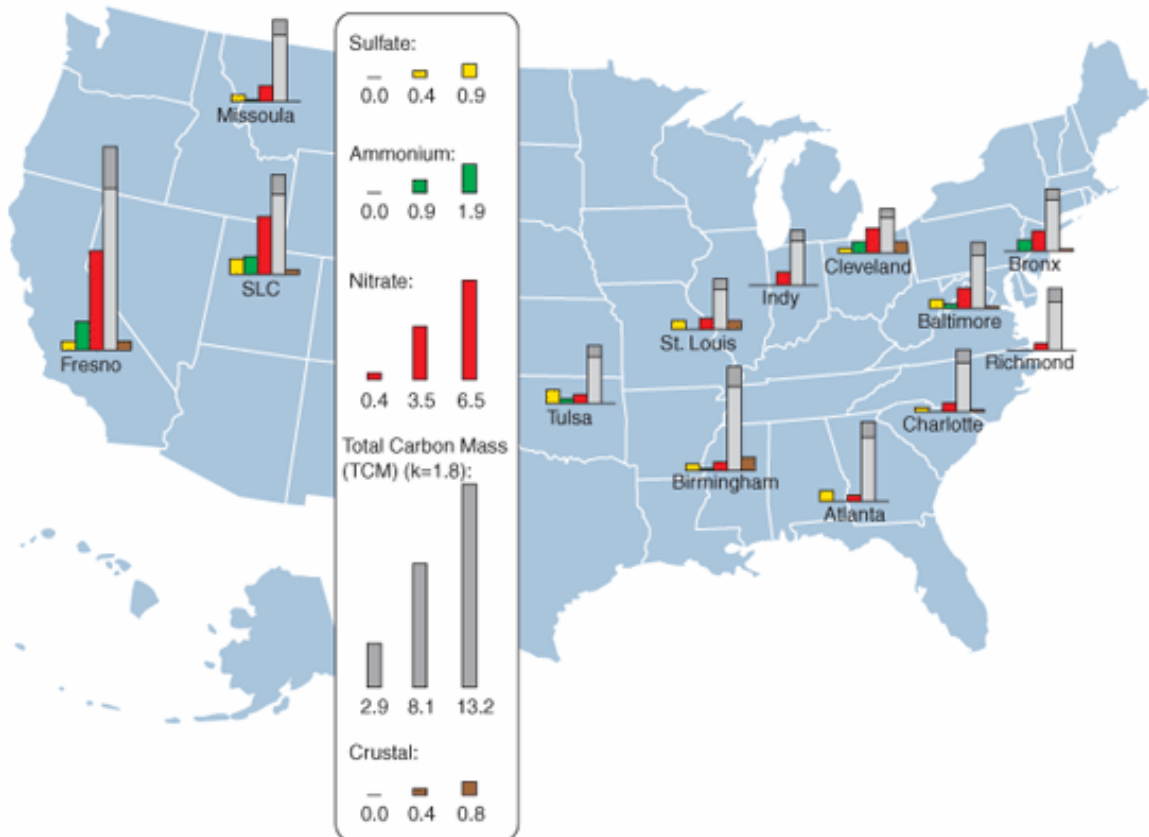 Sulfate:
0.0 0.4 0.9
Ammonium:
0.0 0.9 1.9
Nitrate:
0.4 3.5 6.5
Total Carbon Mass
(TCM) (k=1.8):
2.9 8.1 13.2
Crustal:
0.0 0.4 0.8
Missoula
Fresno
SLC
Tulsa
St. Louis
Indy
Cleveland
Bronx
Baltimore
Richmond
Charlotte
Birmingham
Atlanta